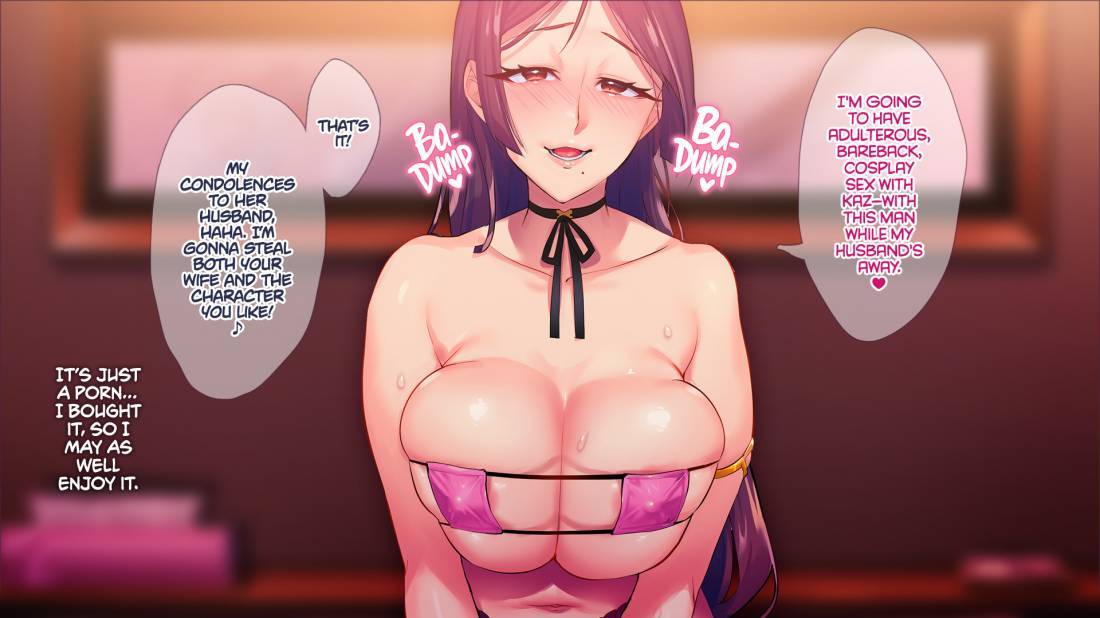 I'M GOING
TO HAVE
ADULTEROUS,
BAREBACK,
COSPLAY
SEX WITH
KAZ–WITH
THIS MAN
WHILE MY
HUSBAND'S
AWAY.
♥
BA-
DUMP
♥
BA-
DUMP
♥
THAT'S
IT!
MY
CONDOLENCES
TO HER
HUSBAND,
HAHA. I'M
GONNA STEAL
BOTH YOUR
WIFE AND THE
CHARACTER
YOU LIKE!
♪
IT'S JUST
A PORN...
I BOUGHT
IT, SO I
MAY AS
WELL
ENJOY IT.